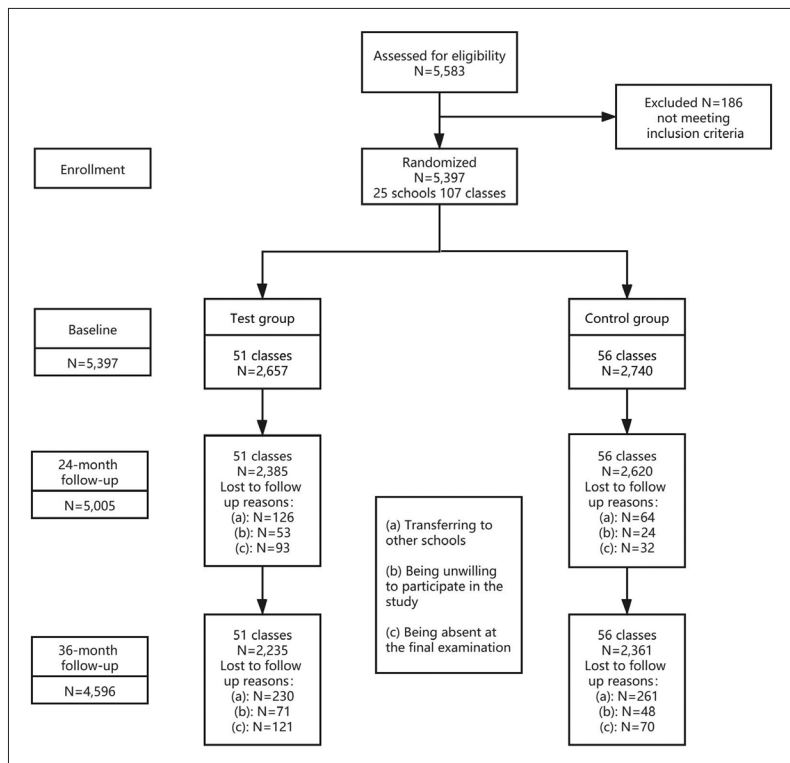 Assessed for eligibility
N=5,583
Excluded N=186
not meeting
inclusion criteria
Enrollment
Randomized
N=5,397
25 schools 107 classes
Baseline
N=5,397
Test group
51 classes
N=2,657
Control group
56 classes
N=2,740
24-month
follow-up
N=5,005
51 classes
N=2,385
Lost to follow
up reasons:
(a): N=126
(b): N=53
(c): N=93
56 classes
N=2,620
Lost to follow
up reasons:
(a): N=64
(b): N=24
(c): N=32
(a) Transferring to
other schools
(b) Being unwilling
to participate in the
study
(c) Being absent at
the final examination
36-month
follow-up
N=4,596
51 classes
N=2,235
Lost to follow
up reasons:
(a): N=230
(b): N=71
(c): N=121
56 classes
N=2,361
Lost to follow
up reasons:
(a): N=261
(b): N=48
(c): N=70